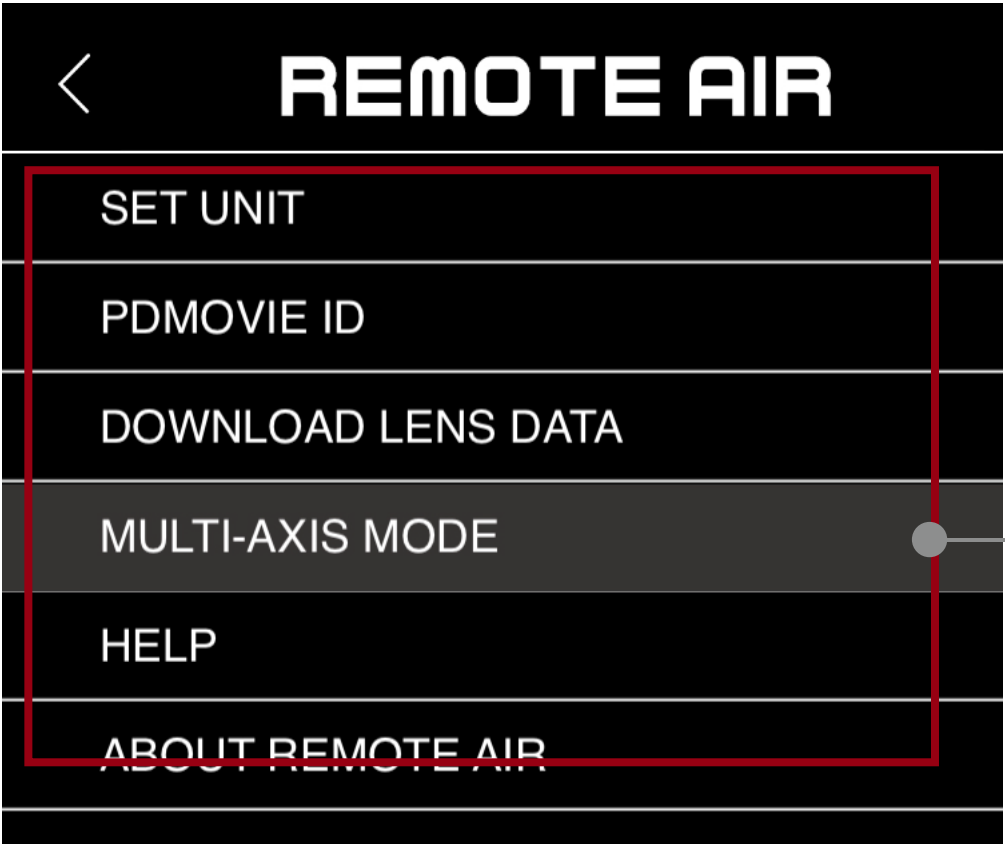 REMOTE AIR
SET UNIT
PDMOVIE ID
DOWNLOAD LENS DATA
MULTI-AXIS MODE
HELP
ABOUT REMOTE AIR